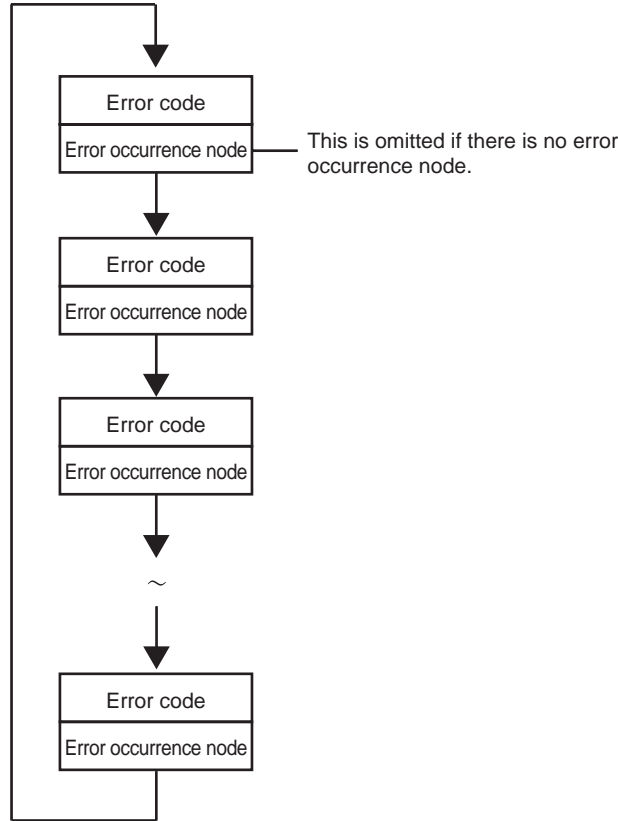 Error code
Error occurrence node
This is omitted if there is no error
occurrence node.
Error code
Error occurrence node
Error code
Error occurrence node
~
Error code
Error occurrence node